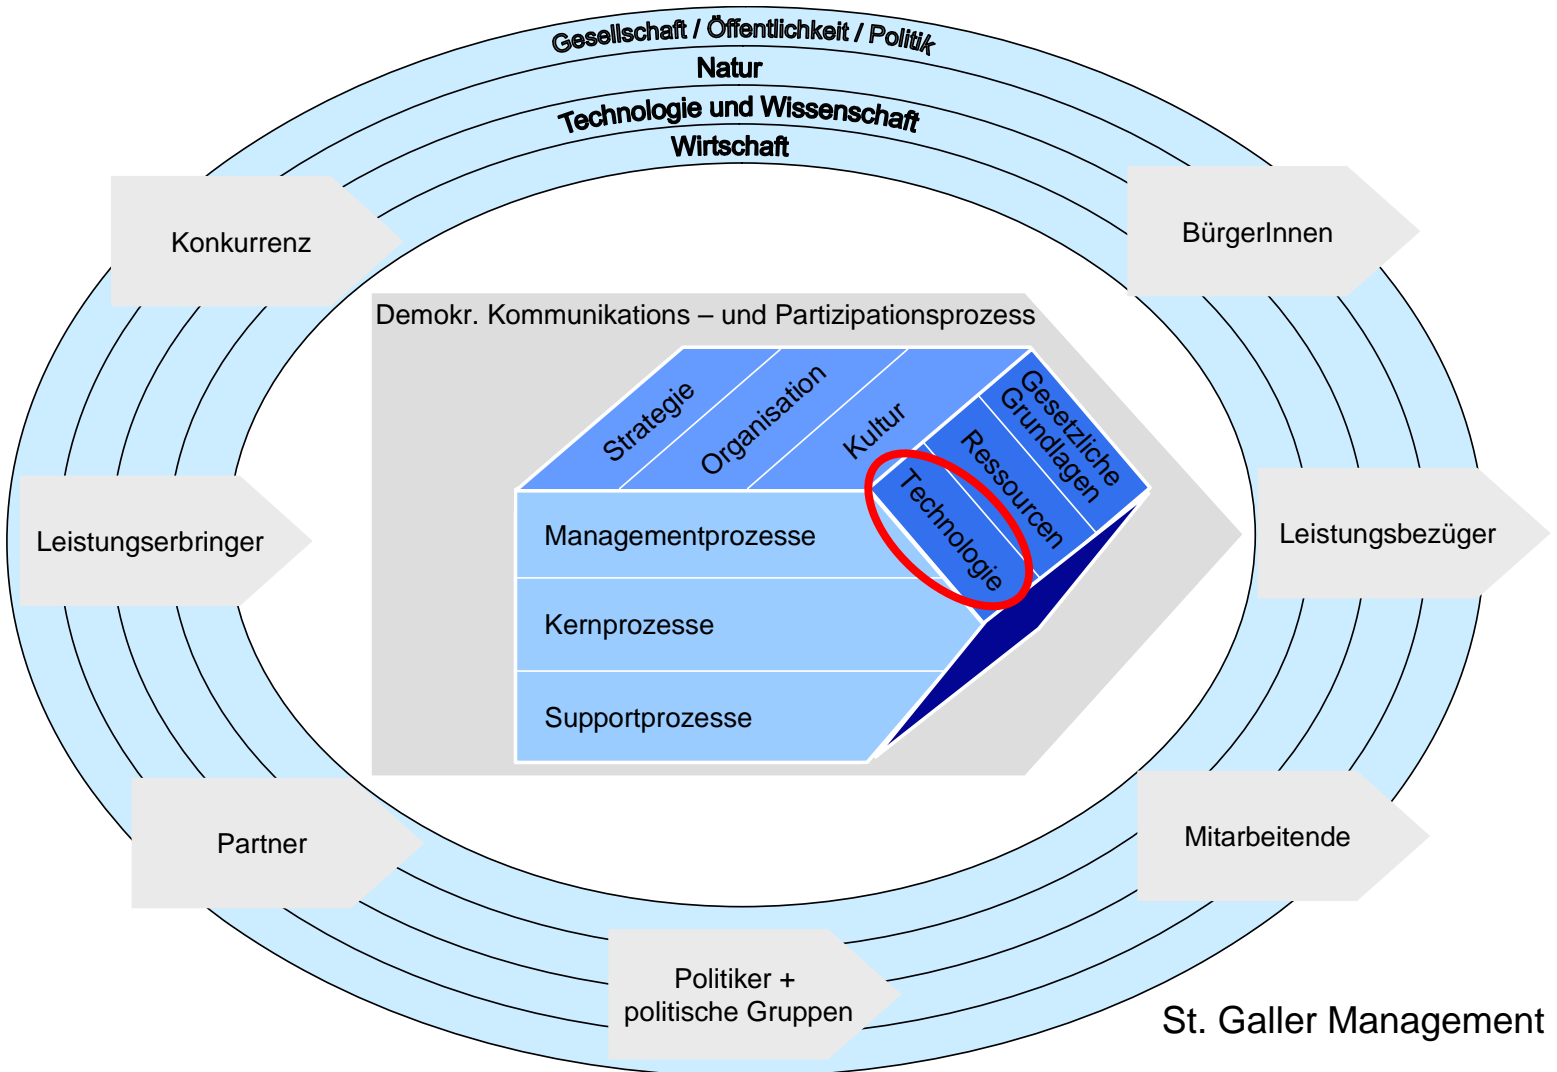 Gesellschaft / Öffentlichkeit / Politik
Natur
Technologie und Wissenschaft
Wirtschaft
Konkurrenz
BürgerInnen
Demokr. Kommunikations – und Partizipationsprozess
Strategie
Organisation
Kultur
Gesetzliche
Grundlagen
Ressourcen
Technologie
Managementprozesse
Kernprozesse
Supportprozesse
Leistungserbringer
Leistungsbezüger
Partner
Mitarbeitende
Politiker +
politische Gruppen
St. Galler Management